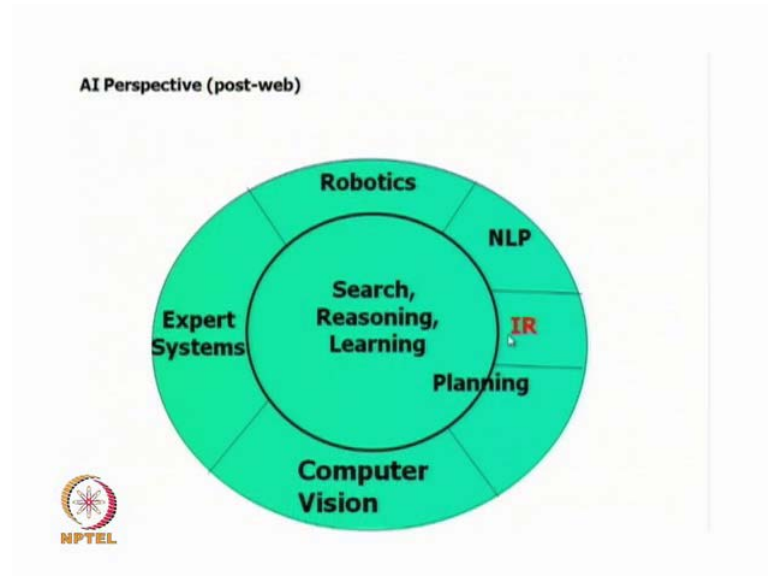 AI Perspective (post-web)
Robotics
NLP
Search,
Reasoning,
Learning
Expert
Systems
IR
Planning
Computer
Vision
NPTEL